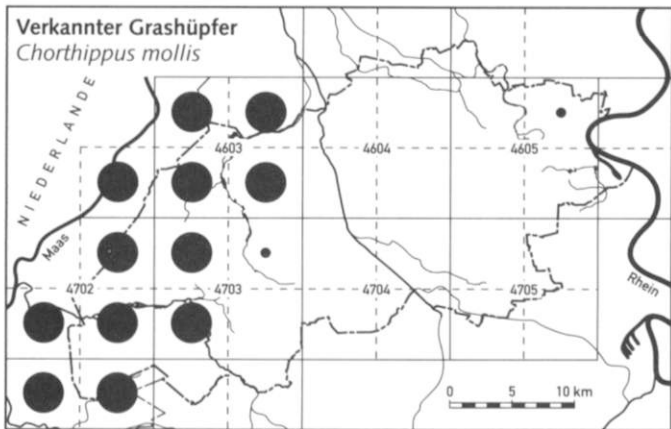 Verkannter Grashüpfer
Chorthippus mollis
NIEDERLANDE
4603
4604
4605
Maas
4702
4703
4704
4705
Rhein
0 5 10 km